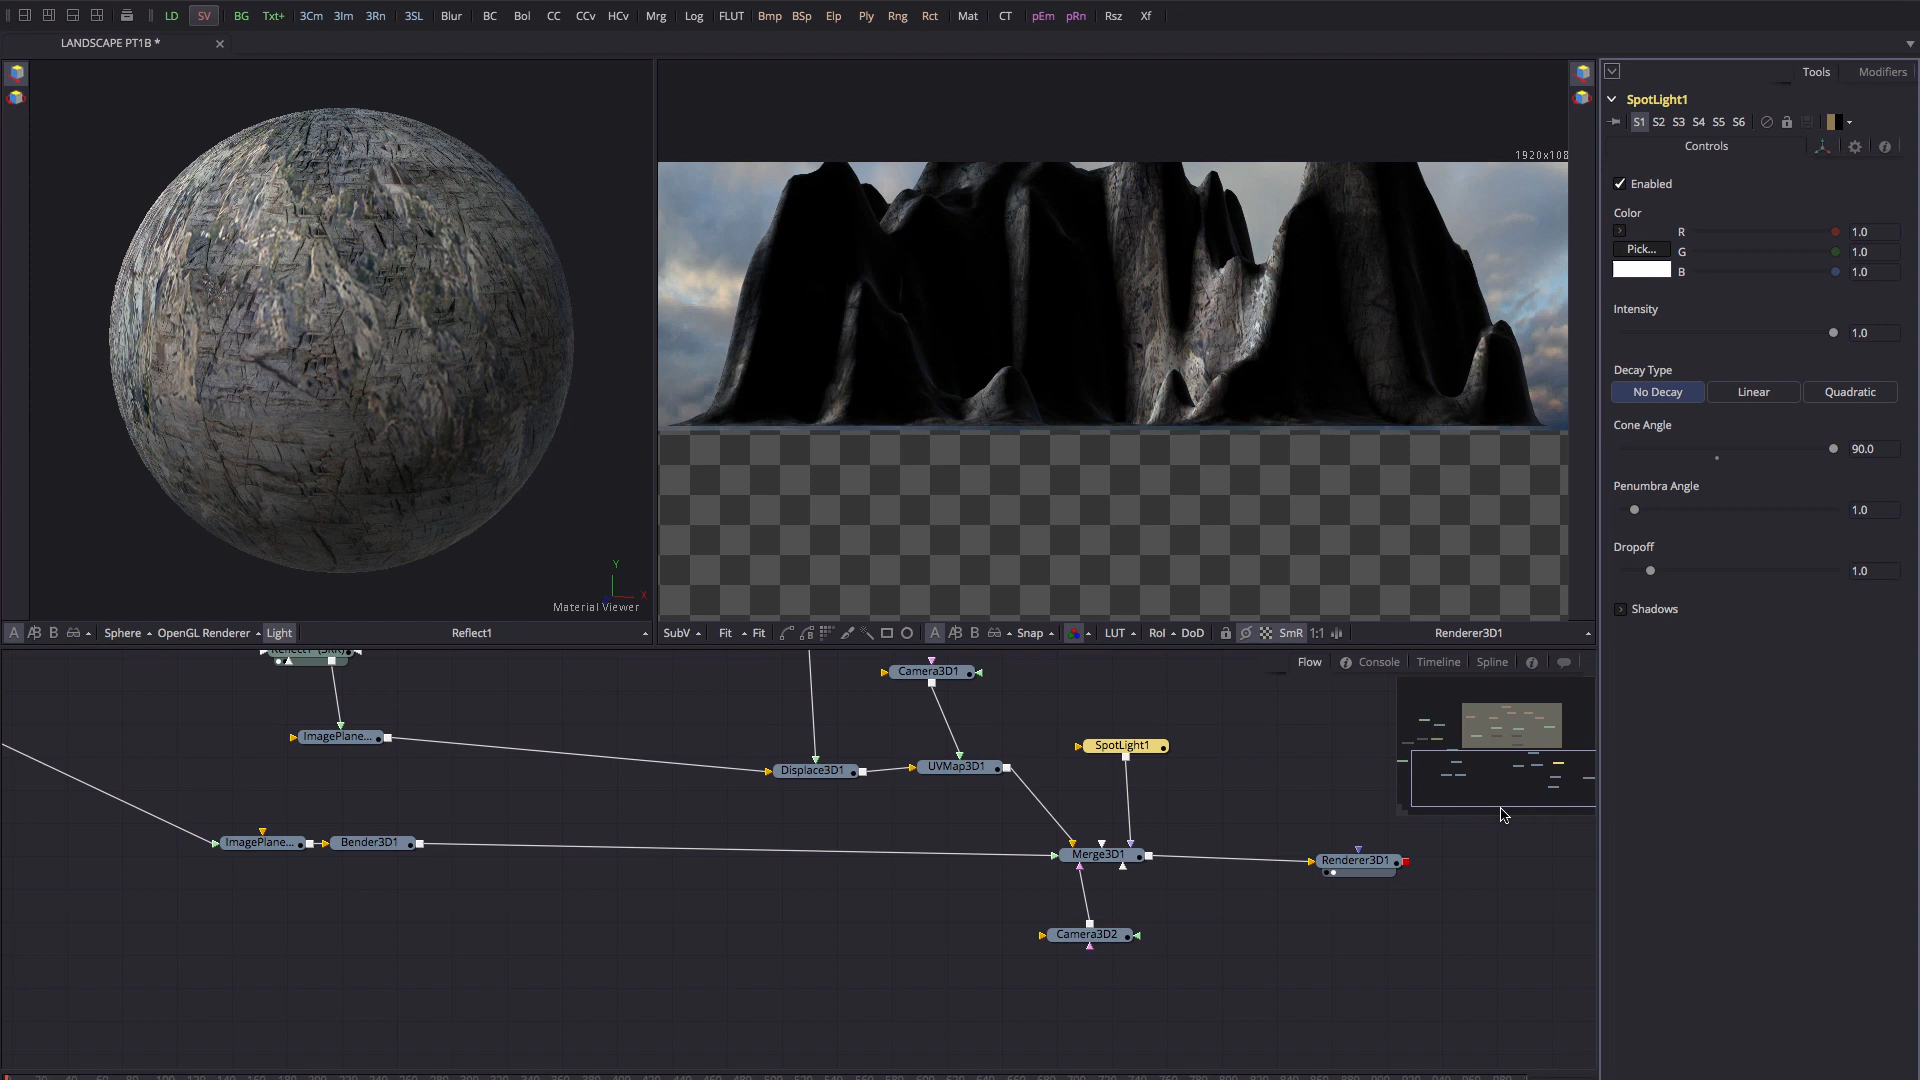 LD SV BG Txt+ 3Cm 3Im 3Rn 3SL Blur BC Bol CC CCv HCv Mrg Log FLUT Bmp BSp Elp Ply Rng Rct Mat CT pEm pRn Rsz Xf
LANDSCAPE PT1B *
Tools Modifiers
SpotLight1
S1 S2 S3 S4 S5 S6
Controls
1920x108
Enabled
Color
R 1.0
Pick... G 1.0
B 1.0
Intensity
1.0
Decay Type
No Decay Linear Quadratic
Cone Angle
90.0
Penumbra Angle
1.0
Dropoff
1.0
Shadows
Y
X
Material Viewer
A B Sphere OpenGL Renderer Light Reflect1
SubV Fit Fit A B Snap LUT RoI DoD SmR 1:1 Renderer3D1
Flow Console Timeline Spline
Camera3D1
ImagePlane...
SpotLight1
Displace3D1
UVMap3D1
ImagePlane...
Bender3D1
Merge3D1
Renderer3D1
Camera3D2